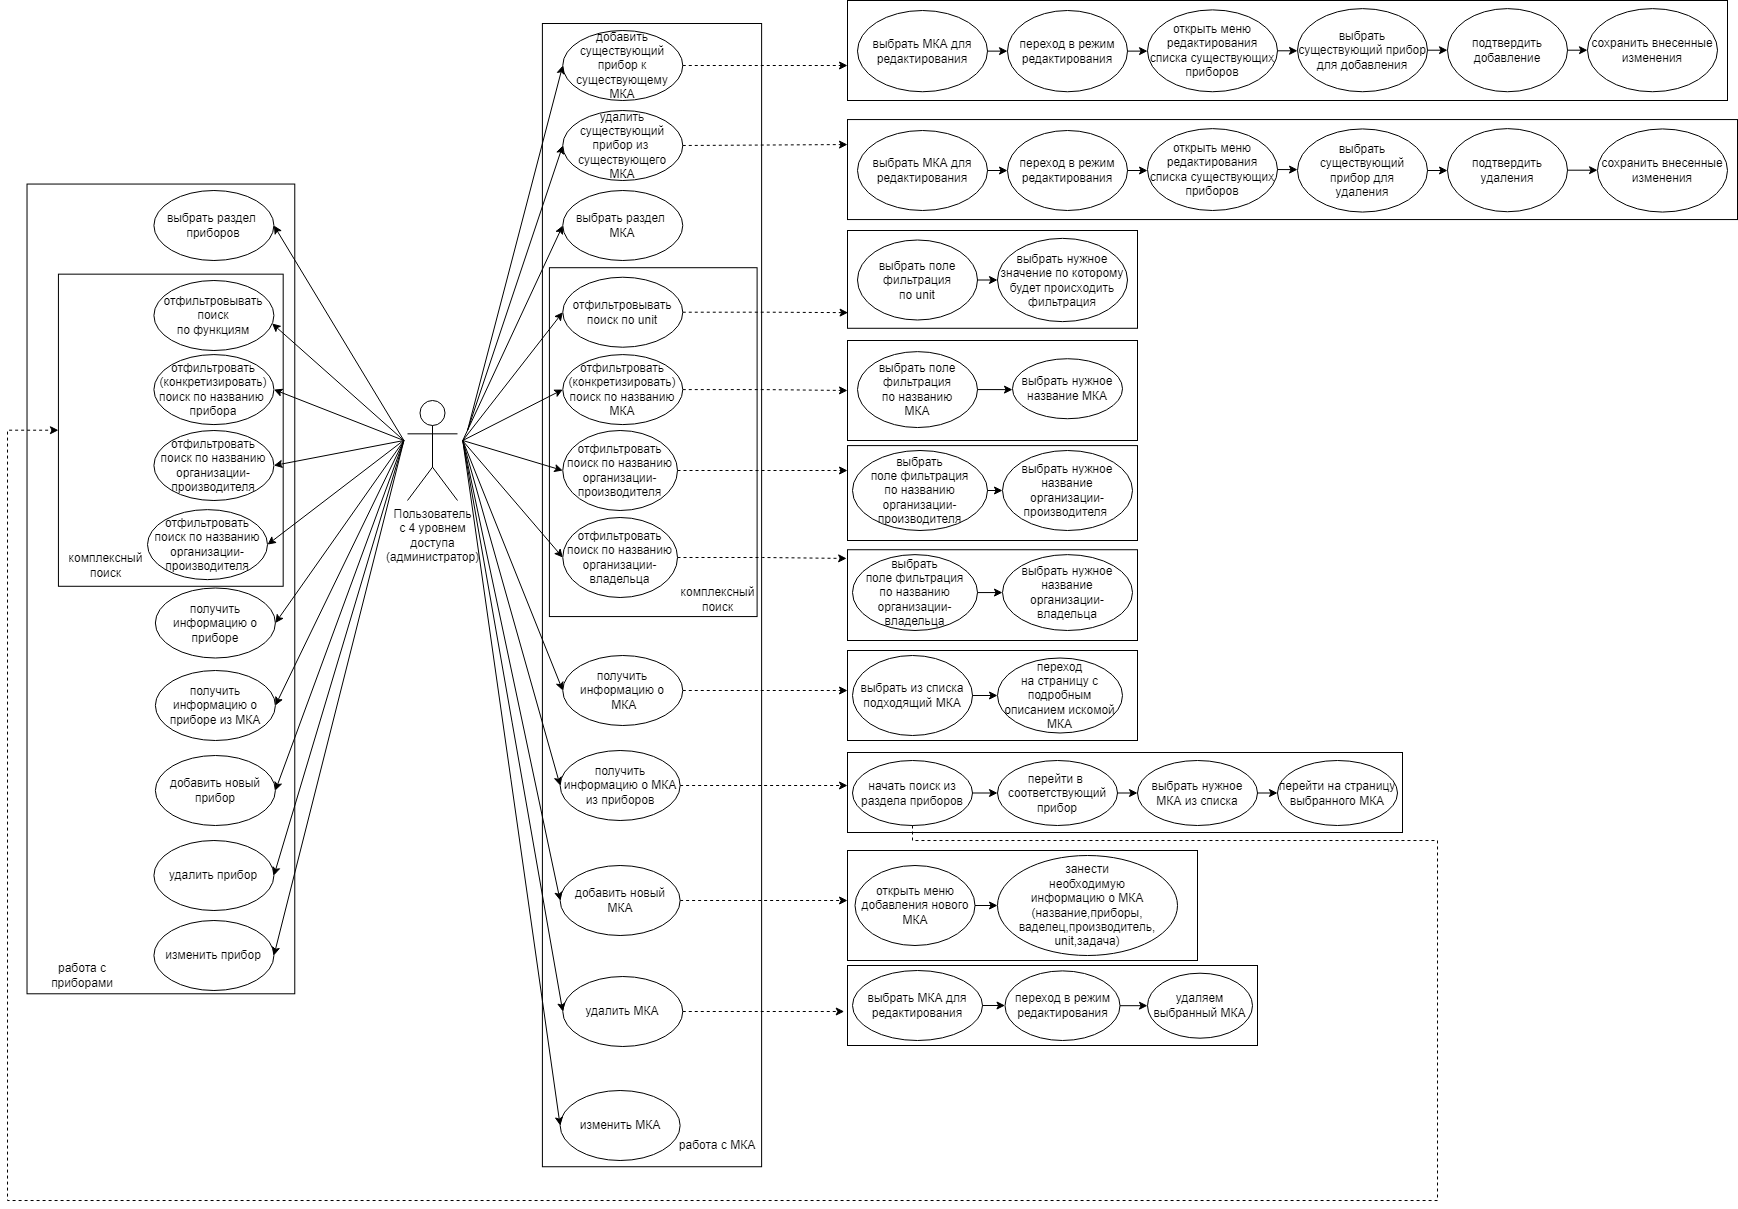 выбрать раздел
приборов
отфильтровывать
поиск
по функциям
отфильтровать
(конкретизировать)
поиск по названию
прибора
отфильтровать
поиск по названию
организации-
производителя
отфильтровать
поиск по названию
организации-
производителя
комплексный
поиск
получить
информацию о
приборе
получить
информацию о
приборе из МКА
добавить новый
прибор
удалить прибор
изменить прибор
работа с
приборами
Пользователь
с 4 уровнем
доступа
(администратор)
добавить
существующий
прибор к
существующему
МКА
удалить
существующий
прибор из
существующего
МКА
выбрать раздел
МКА
отфильтровывать
поиск по unit
отфильтровать
(конкретизировать)
поиск по названию
МКА
отфильтровать
поиск по названию
организации-
производителя
отфильтровать
поиск по названию
организации-
владельца
комплексный
поиск
получить
информацию о
МКА
получить
информацию о МКА
из приборов
добавить новый
МКА
удалить МКА
изменить МКА
работа с МКА
выбрать МКА для
редактирования
переход в режим
редактирования
открыть меню
редактирования
списка существующих
приборов
выбрать
существующий прибор
для добавления
подтвердить
добавление
сохранить внесенные
изменения
выбрать МКА для
редактирования
переход в режим
редактирования
открыть меню
редактирования
списка существующих
приборов
выбрать
существующий
прибор для
удаления
подтвердить
удаления
сохранить внесенные
изменения
выбрать поле
фильтрация
по unit
выбрать нужное
значение по которому
будет происходить
фильтрация
выбрать поле
фильтрация
по названию
МКА
выбрать нужное
название МКА
выбрать
поле фильтрация
по названию
организации-
производителя
выбрать нужное
название
организации-
производителя
выбрать
поле фильтрация
по названию
организации-
владельца
выбрать нужное
название
организации-
владельца
выбрать из списка
подходящий МКА
переход
на страницу с
подробным
описанием искомой
МКА
начать поиск из
раздела приборов
перейти в
соответствующий
прибор
выбрать нужное
МКА из списка
перейти на страницу
выбранного МКА
открыть меню
добавления нового
МКА
занести
необходимую
информацию о МКА
(название,приборы,
ваделец,производитель,
unit,задача)
выбрать МКА для
редактирования
переход в режим
редактирования
удаляем
выбранный МКА